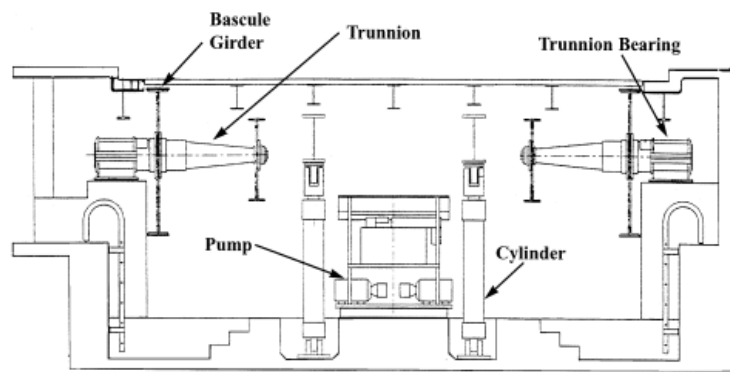 Bascule
Girder
Trunnion
Trunnion Bearing
Pump
Cylinder